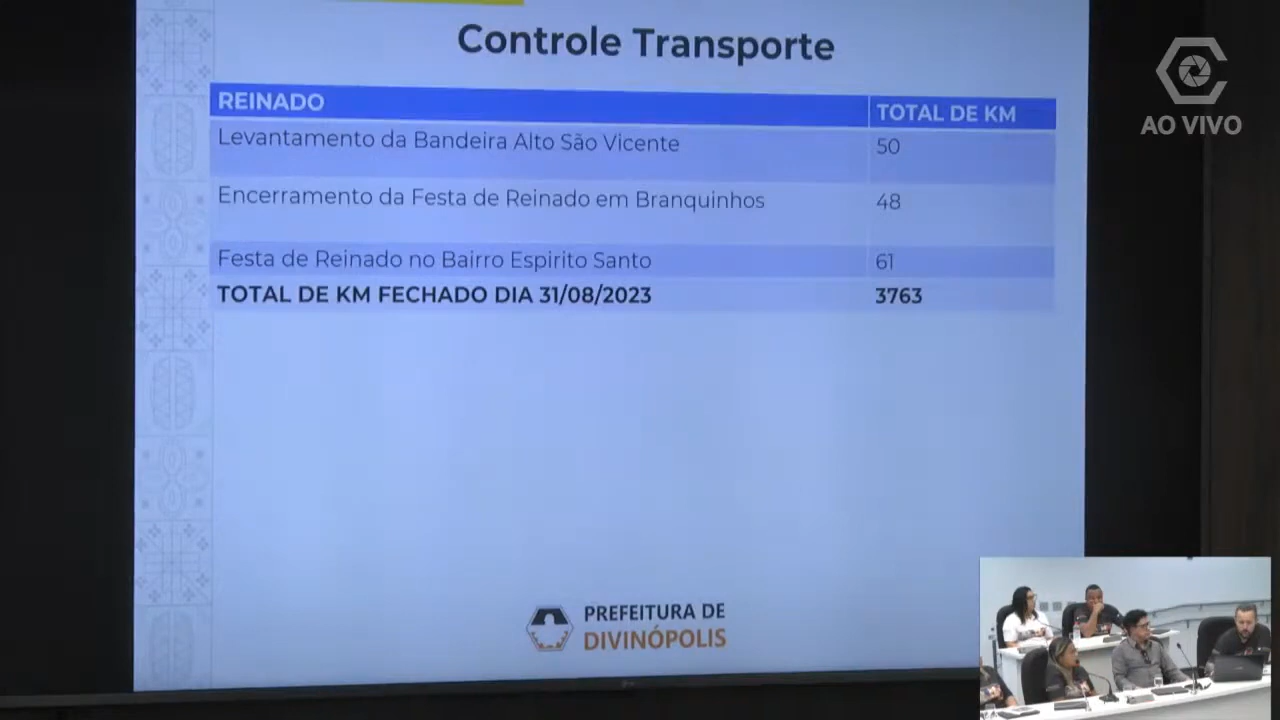 Controle Transporte
AO VIVO
REINADO TOTAL DE KM
Levantamento da Bandeira Alto São Vicente 50
Encerramento da Festa de Reinado em Branquinhos 48
Festa de Reinado no Bairro Espirito Santo 61
TOTAL DE KM FECHADO DIA 31/08/2023 3763
PREFEITURA DE
DIVINÓPOLIS